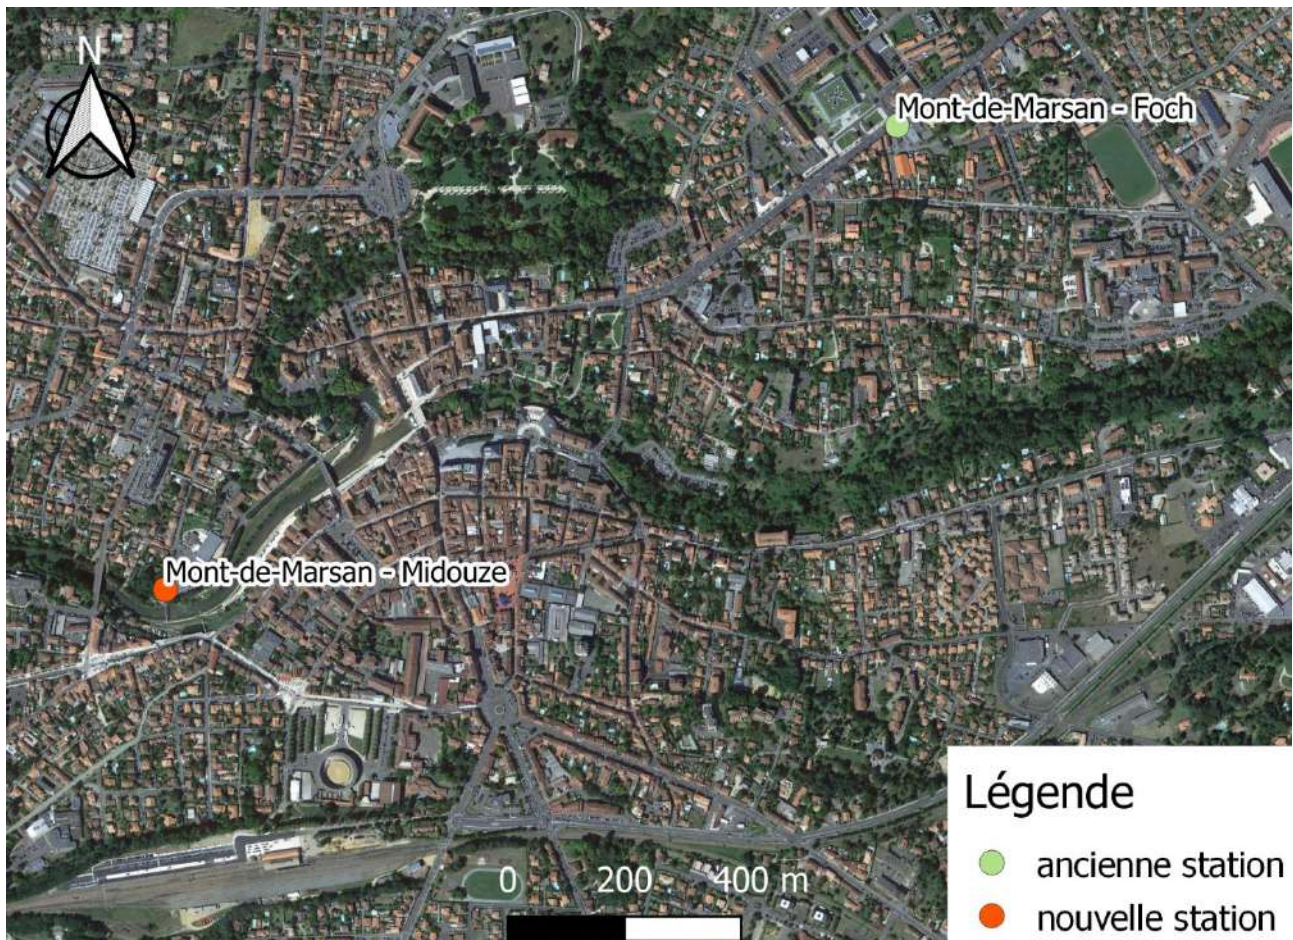 N
Mont-de-Marsan - Foch
Mont-de-Marsan - Midouze
Légende
ancienne station
nouvelle station
0 200 400 m